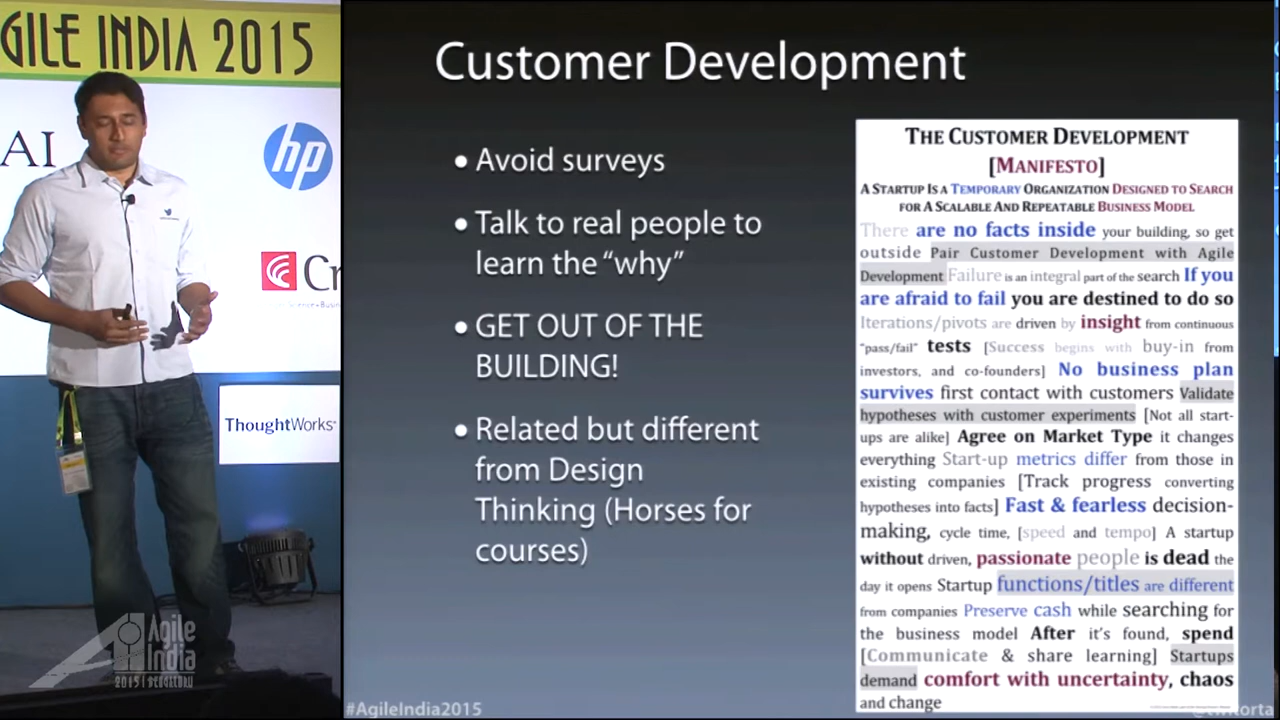 GILE INDIA 2015
AI
hp
Cr
ThoughtWorks
Agile
India
2015 | BENGALURU
Customer Development
• Avoid surveys
• Talk to real people to
learn the "why"
• GET OUT OF THE
BUILDING!
• Related but different
from Design
Thinking (Horses for
courses)
THE CUSTOMER DEVELOPMENT
[MANIFESTO]
A STARTUP IS A TEMPORARY ORGANIZATION DESIGNED TO SEARCH
FOR A SCALABLE AND REPEATABLE BUSINESS MODEL
There are no facts inside your building, so get
outside Pair Customer Development with Agile
Development Failure is an integral part of the search If you
are afraid to fail you are destined to do so
Iterations/pivots are driven by insight from continuous
"pass/fail" tests [Success begins with buy-in from
investors, and co-founders] No business plan
survives first contact with customers Validate
hypotheses with customer experiments [Not all start-
ups are alike] Agree on Market Type it changes
everything Start-up metrics differ from those in
existing companies [Track progress converting
hypotheses into facts] Fast & fearless decision-
making, cycle time, [speed and tempo] A startup
without driven, passionate people is dead the
day it opens Startup functions/titles are different
from companies Preserve cash while searching for
the business model After it's found, spend
[Communicate & share learning] Startups
demand comfort with uncertainty, chaos
and change
#AgileIndia2015